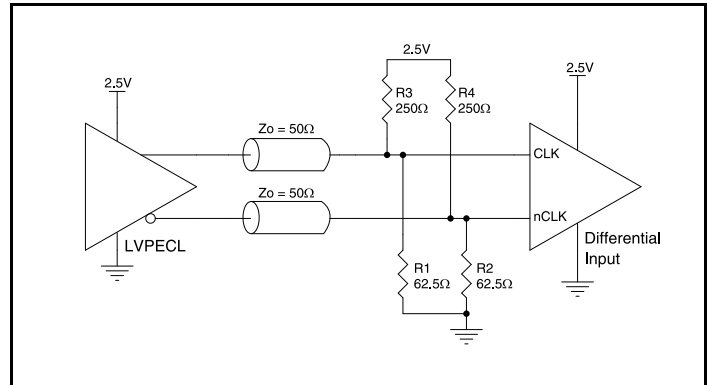 2.5V
2.5V
2.5V
R3
250Ω
R4
250Ω
Zo = 50Ω
CLK
Zo = 50Ω
nCLK
LVPECL
R1
62.5Ω
R2
62.5Ω
Differential
Input